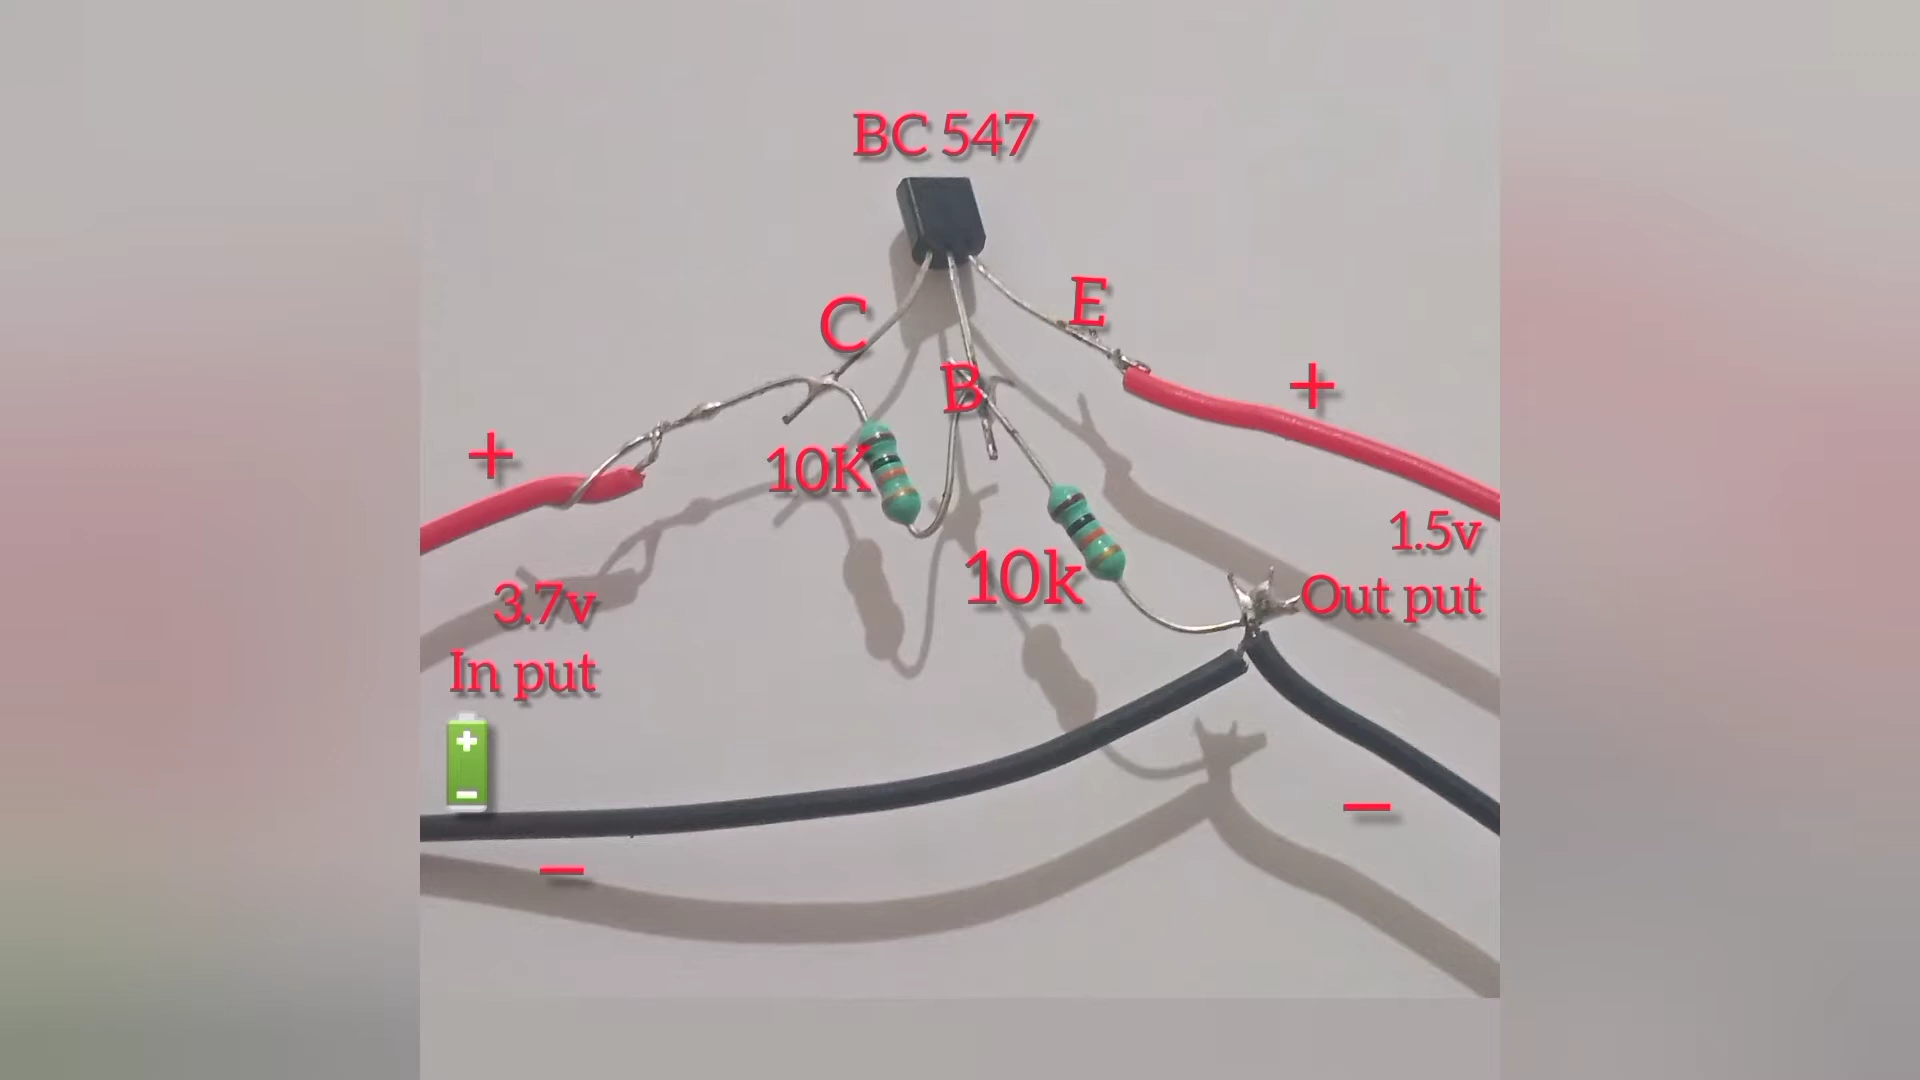 BC 547
C
E
B
+
+
10K
10k
3.7v
In put
1.5v
Out put
−
−